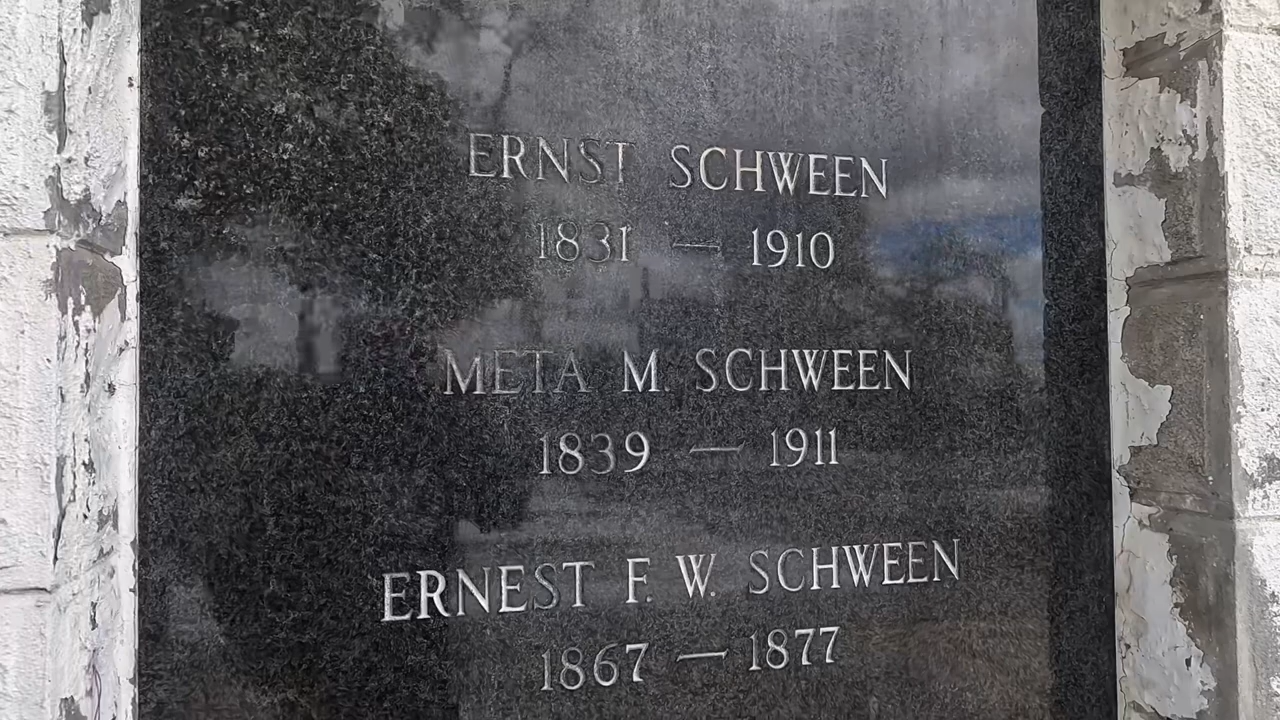 ERNST SCHWEEN
1831 — 1910
META M. SCHWEEN
1839 — 1911
ERNEST F. W. SCHWEEN
1867 — 1877